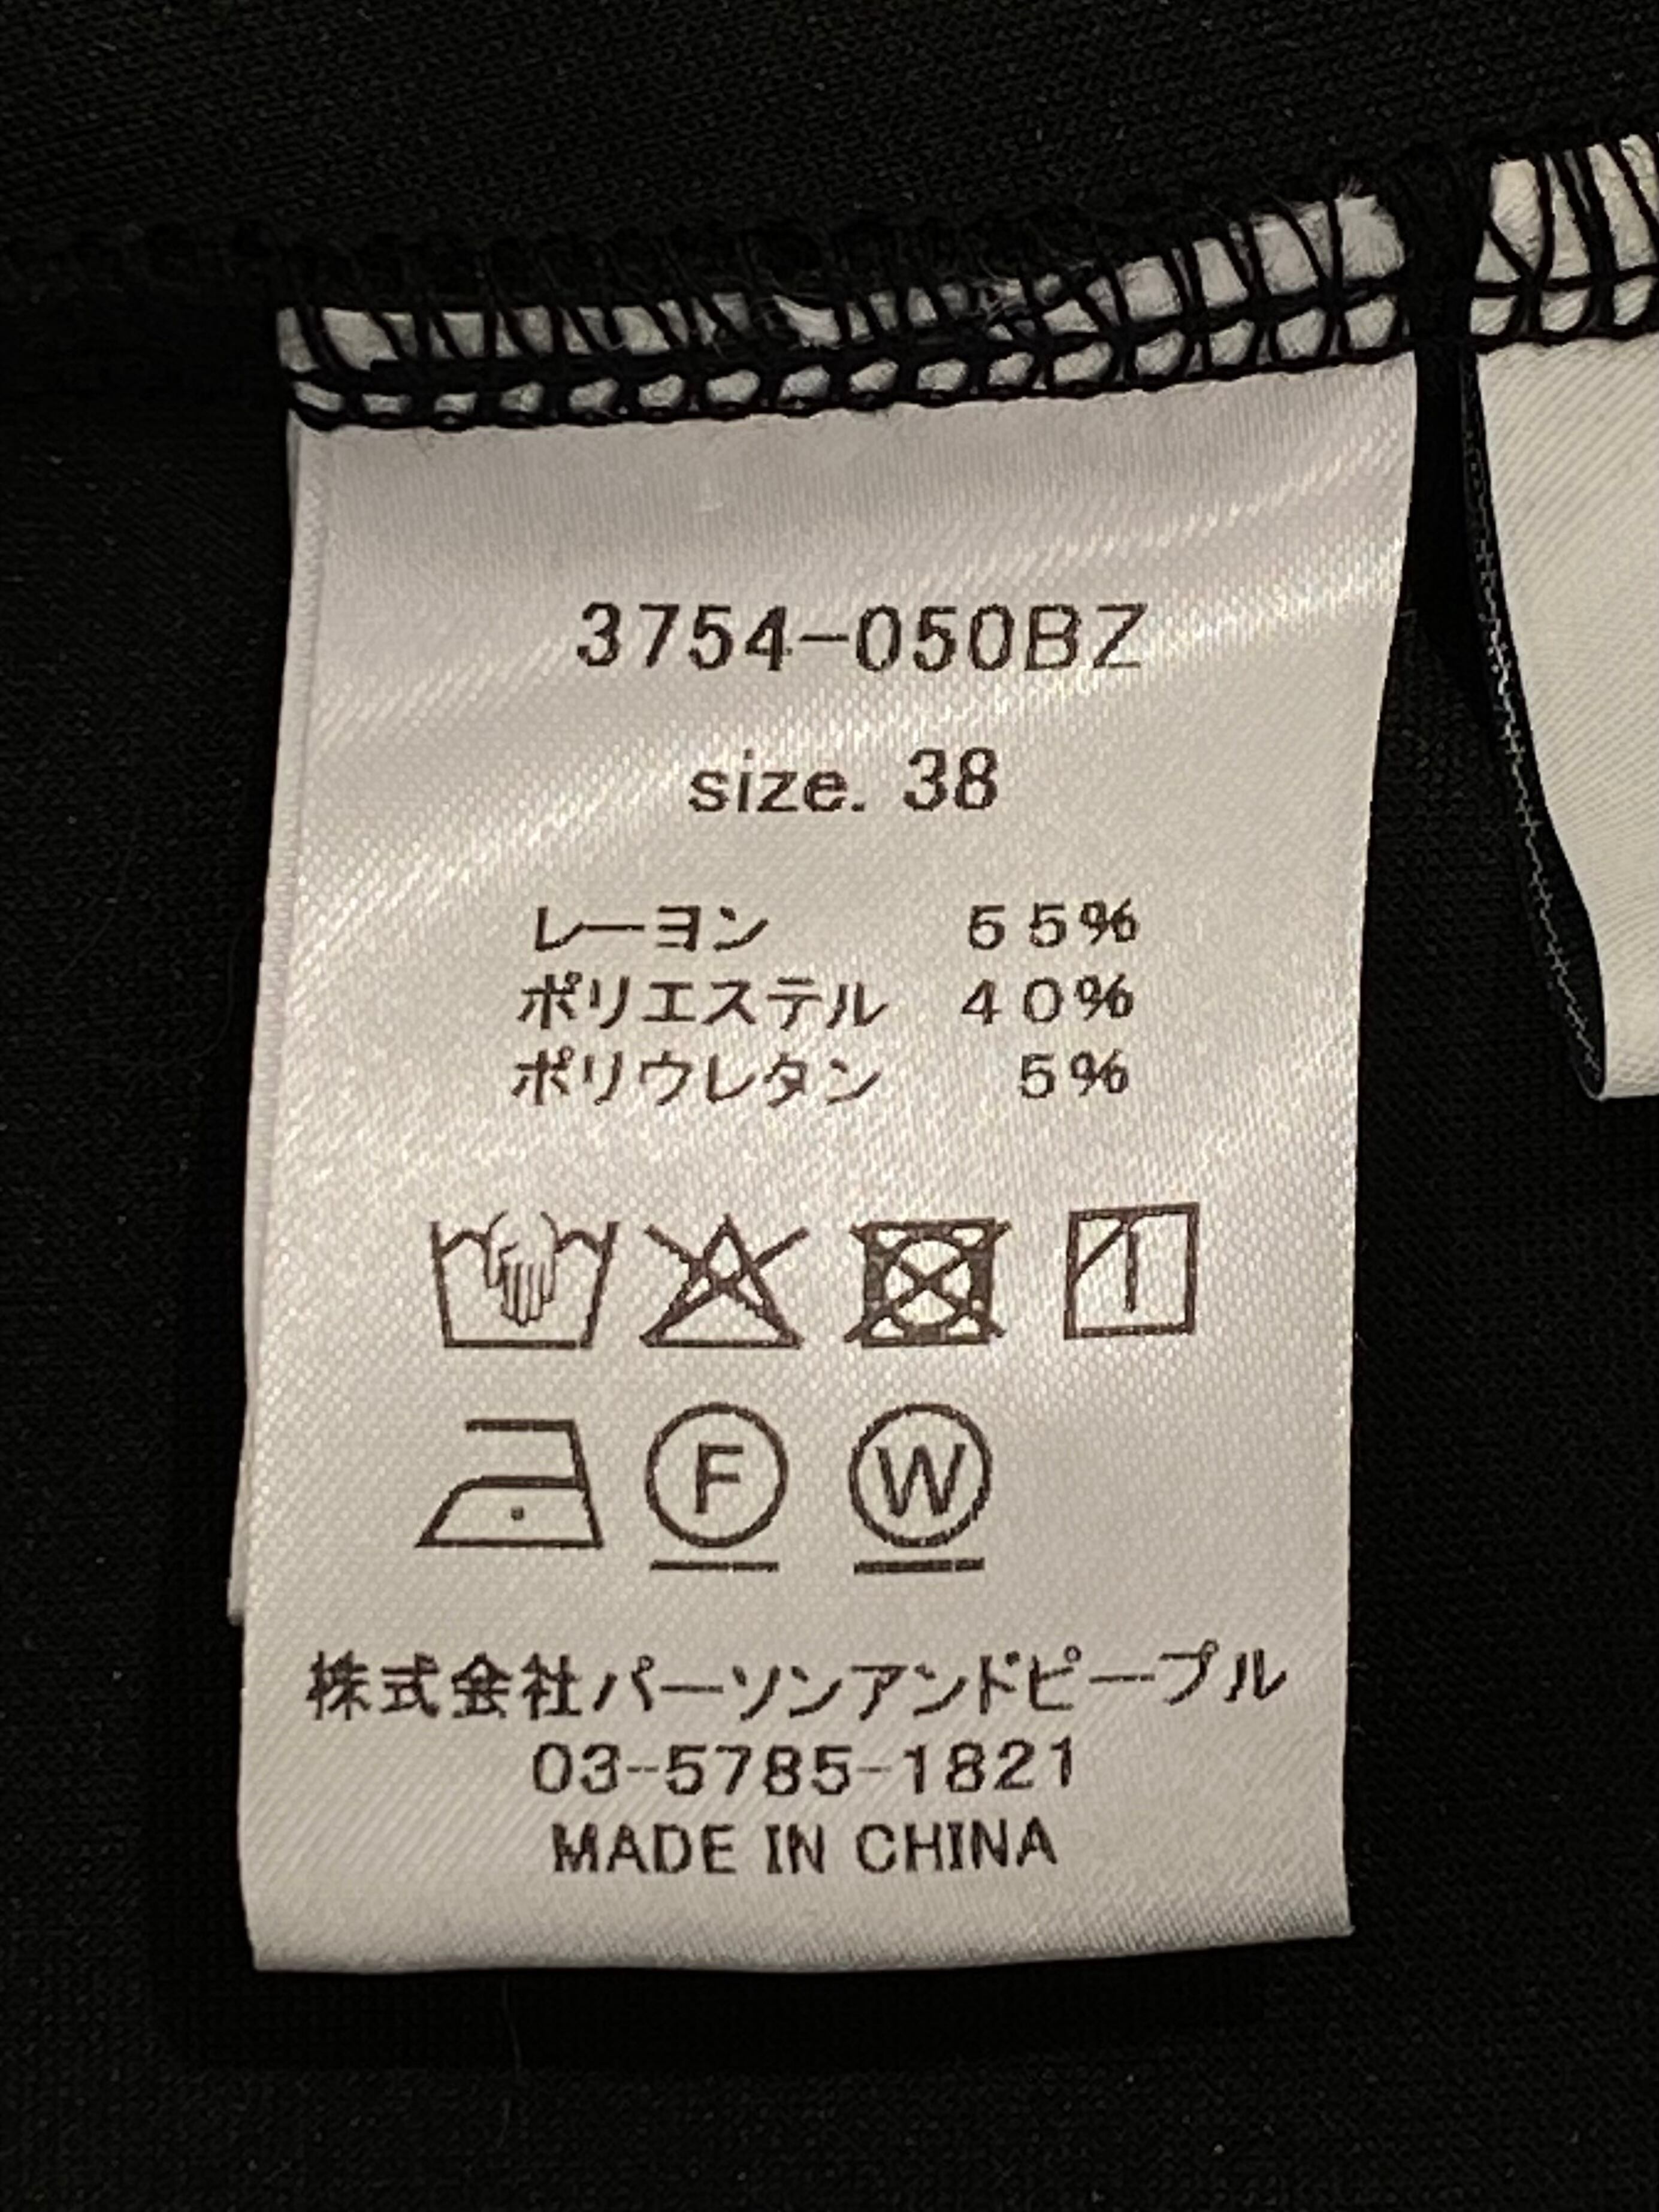 3754-050BZ
size. 38
レーヨン 55%
ポリエステル 40%
ポリウレタン 5%
F W
株式会社パーソンアンドピープル
03-5785-1821
MADE IN CHINA